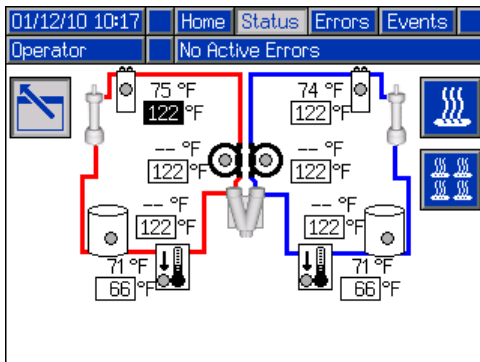 01/12/10 10:17 Home Status Errors Events
Operator No Active Errors
75 °F 74 °F
122 °F 122 °F
-- °F -- °F
122 °F 122 °F
-- °F -- °F
122 °F 122 °F
71 °F 71 °F
66 °F 66 °F